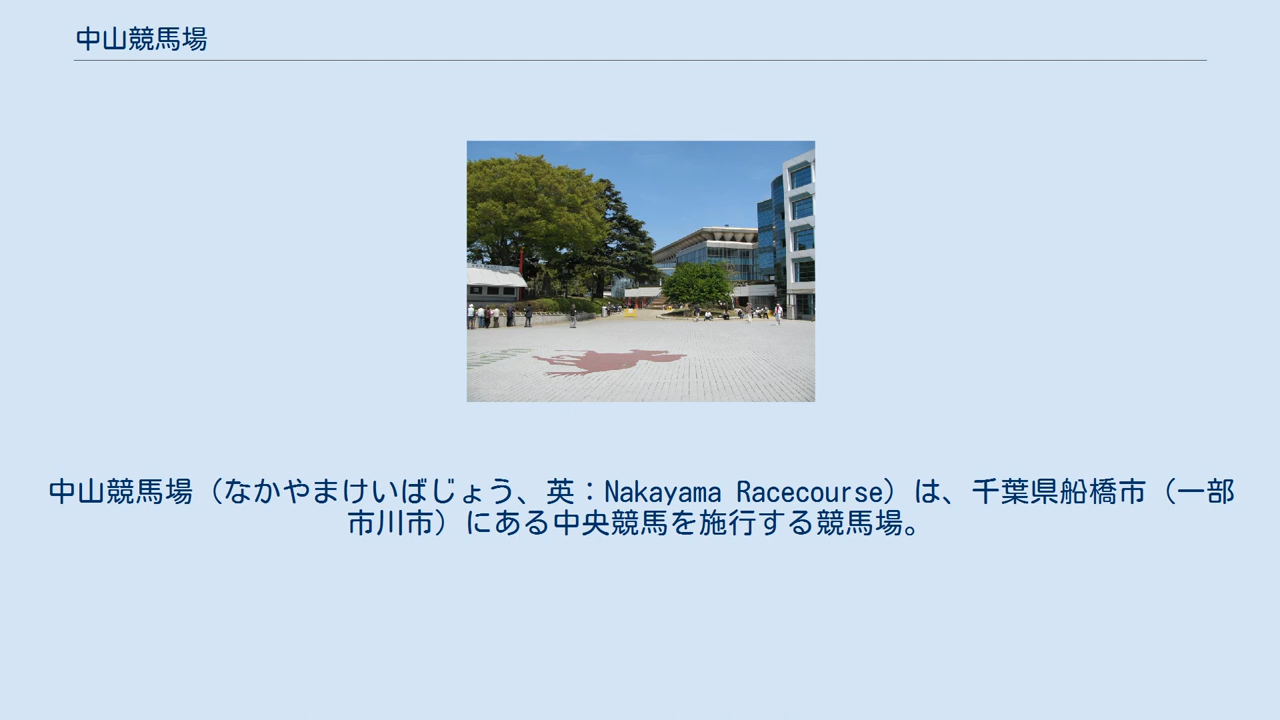 中山競馬場
中山競馬場（なかやまけいばじょう、英：Nakayama Racecourse）は、千葉県船橋市（一部
市川市）にある中央競馬を施行する競馬場。